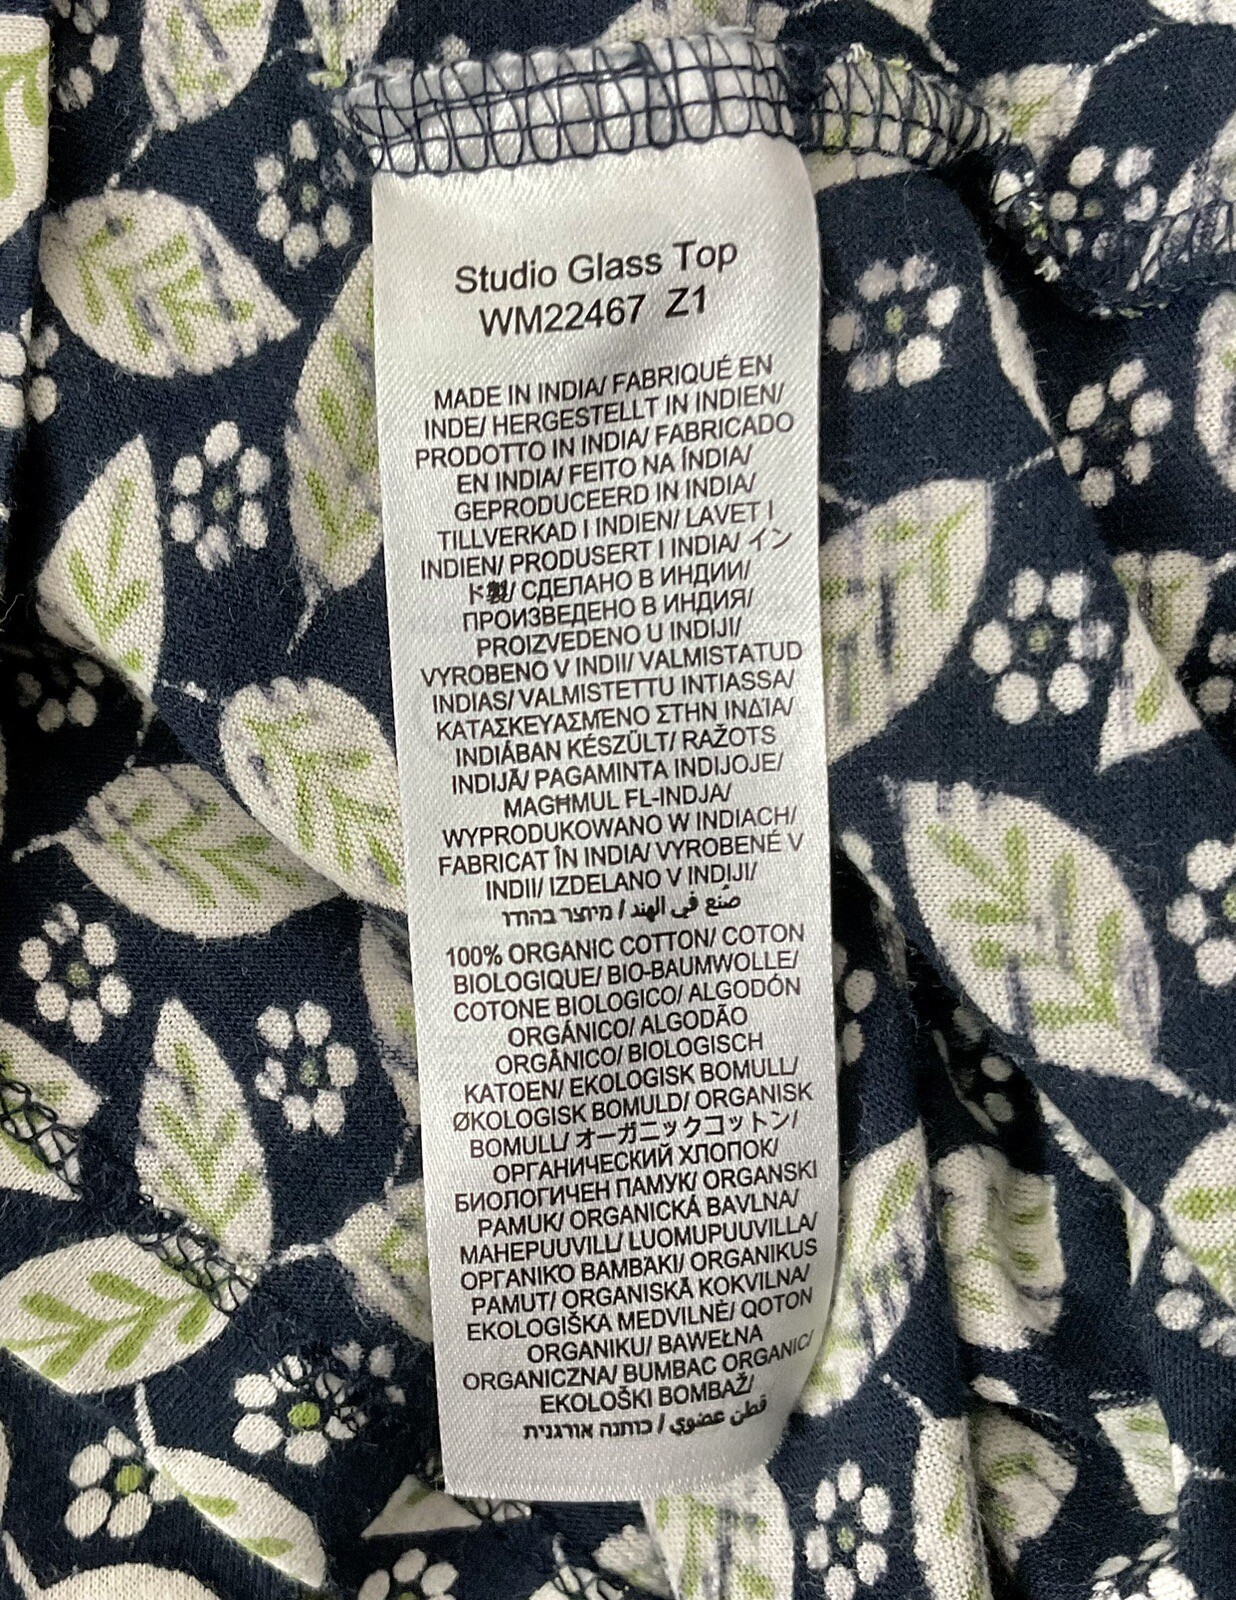 Studio Glass Top
WM22467 Z1
MADE IN INDIA/ FABRIQUÉ EN
INDE/ HERGESTELLT IN INDIEN/
PRODOTTO IN INDIA/ FABRICADO
EN INDIA/ FEITO NA ÍNDIA/
GEPRODUCEERD IN INDIA/
TILLVERKAD I INDIEN/ LAVET I
INDIEN/ PRODUSERT I INDIA/ イン
ド製/ СДЕЛАНО В ИНДИИ/
ПРОИЗВЕДЕНО В ИНДИЯ/
PROIZVEDENO U INDIJI/
VYROBENO V INDII/ VALMISTATUD
INDIAS/ VALMISTETTU INTIASSA/
ΚΑΤΑΣΚΕΥΑΣΜΕΝΟ ΣΤΗΝ ΙΝΔΊΑ/
INDIÁBAN KÉSZÜLT/ RAŽOTS
INDIJĀ/ PAGAMINTA INDIJOJE/
MAGĦMUL FL-INDJA/
WYPRODUKOWANO W INDIACH/
FABRICAT ÎN INDIA/ VYROBENÉ V
INDII/ IZDELANO V INDIJI/
صُنع في الهند / מיוצר בהודו
100% ORGANIC COTTON/ COTON
BIOLOGIQUE/ BIO-BAUMWOLLE/
COTONE BIOLOGICO/ ALGODÓN
ORGÁNICO/ ALGODÃO
ORGÂNICO/ BIOLOGISCH
KATOEN/ EKOLOGISK BOMULL/
ØKOLOGISK BOMULD/ ORGANISK
BOMULL/ オーガニックコットン/
ОРГАНИЧЕСКИЙ ХЛОПОК/
БИОЛОГИЧЕН ПАМУК/ ORGANSKI
PAMUK/ ORGANICKÁ BAVLNA/
MAHEPUUVILL/ LUOMUPUUVILLA/
ΟΡΓΑΝΙΚΟ ΒΑΜΒΑΚΙ/ ORGANIKUS
PAMUT/ ORGANISKĀ KOKVILNA/
EKOLOGIŠKA MEDVILNĖ/ QOTON
ORGANIKU/ BAWEŁNA
ORGANICZNA/ BUMBAC ORGANIC/
EKOLOŠKI BOMBAŽ/
قطن عضوي / כותנה אורגנית